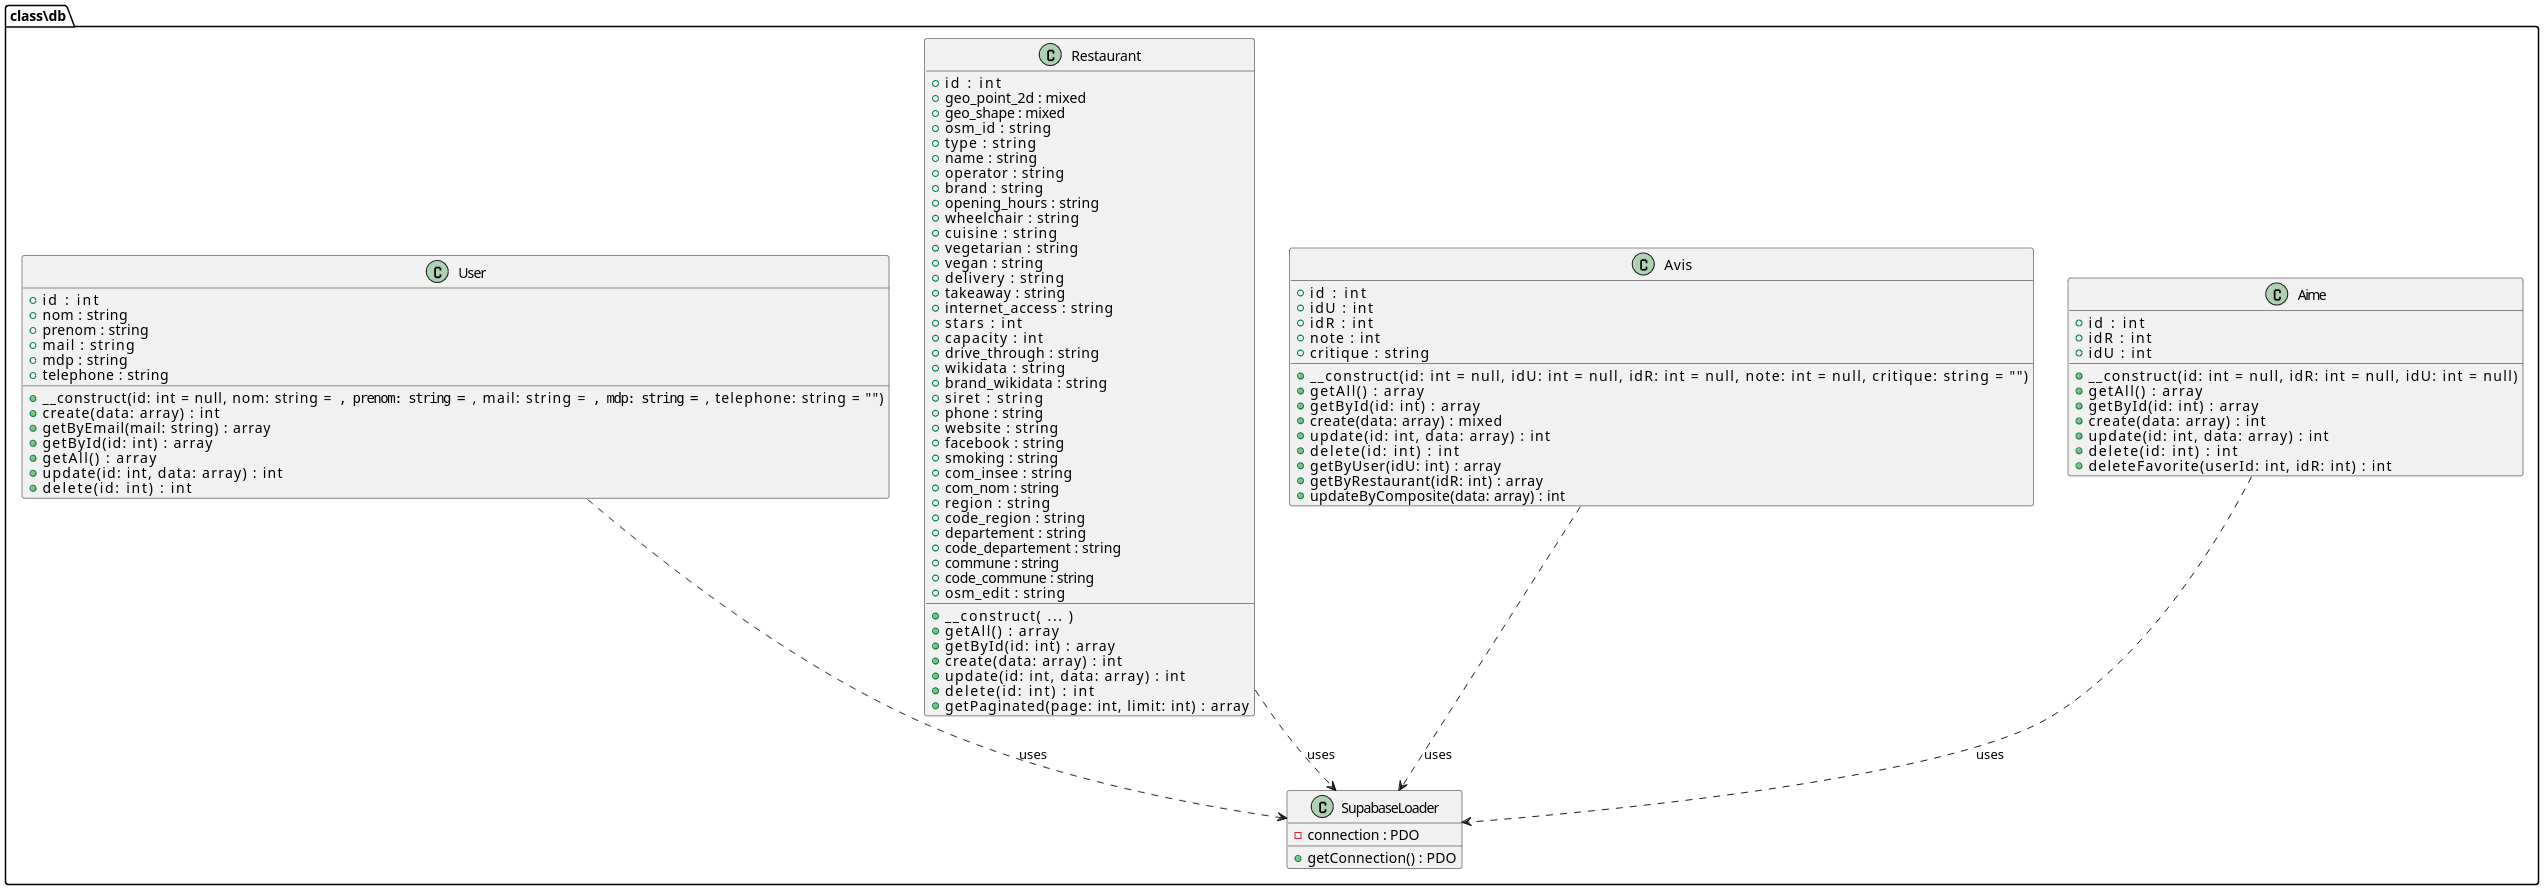 class\db
C User
id : int
nom : string
prenom : string
mail : string
mdp : string
telephone : string
__construct(id: int = null, nom: string = , prenom: string = , mail: string = , mdp: string = , telephone: string = "")
create(data: array) : int
getByEmail(mail: string) : array
getById(id: int) : array
getAll() : array
update(id: int, data: array) : int
delete(id: int) : int
C Restaurant
id : int
geo_point_2d : mixed
geo_shape : mixed
osm_id : string
type : string
name : string
operator : string
brand : string
opening_hours : string
wheelchair : string
cuisine : string
vegetarian : string
vegan : string
delivery : string
takeaway : string
internet_access : string
stars : int
capacity : int
drive_through : string
wikidata : string
brand_wikidata : string
siret : string
phone : string
website : string
facebook : string
smoking : string
com_insee : string
com_nom : string
region : string
code_region : string
departement : string
code_departement : string
commune : string
code_commune : string
osm_edit : string
__construct( ... )
getAll() : array
getById(id: int) : array
create(data: array) : int
update(id: int, data: array) : int
delete(id: int) : int
getPaginated(page: int, limit: int) : array
C Avis
id : int
idU : int
idR : int
note : int
critique : string
__construct(id: int = null, idU: int = null, idR: int = null, note: int = null, critique: string = "")
getAll() : array
getById(id: int) : array
create(data: array) : mixed
update(id: int, data: array) : int
delete(id: int) : int
getByUser(idU: int) : array
getByRestaurant(idR: int) : array
updateByComposite(data: array) : int
C Aime
id : int
idR : int
idU : int
__construct(id: int = null, idR: int = null, idU: int = null)
getAll() : array
getById(id: int) : array
create(data: array) : int
update(id: int, data: array) : int
delete(id: int) : int
deleteFavorite(userId: int, idR: int) : int
uses
uses
uses
uses
C SupabaseLoader
connection : PDO
getConnection() : PDO